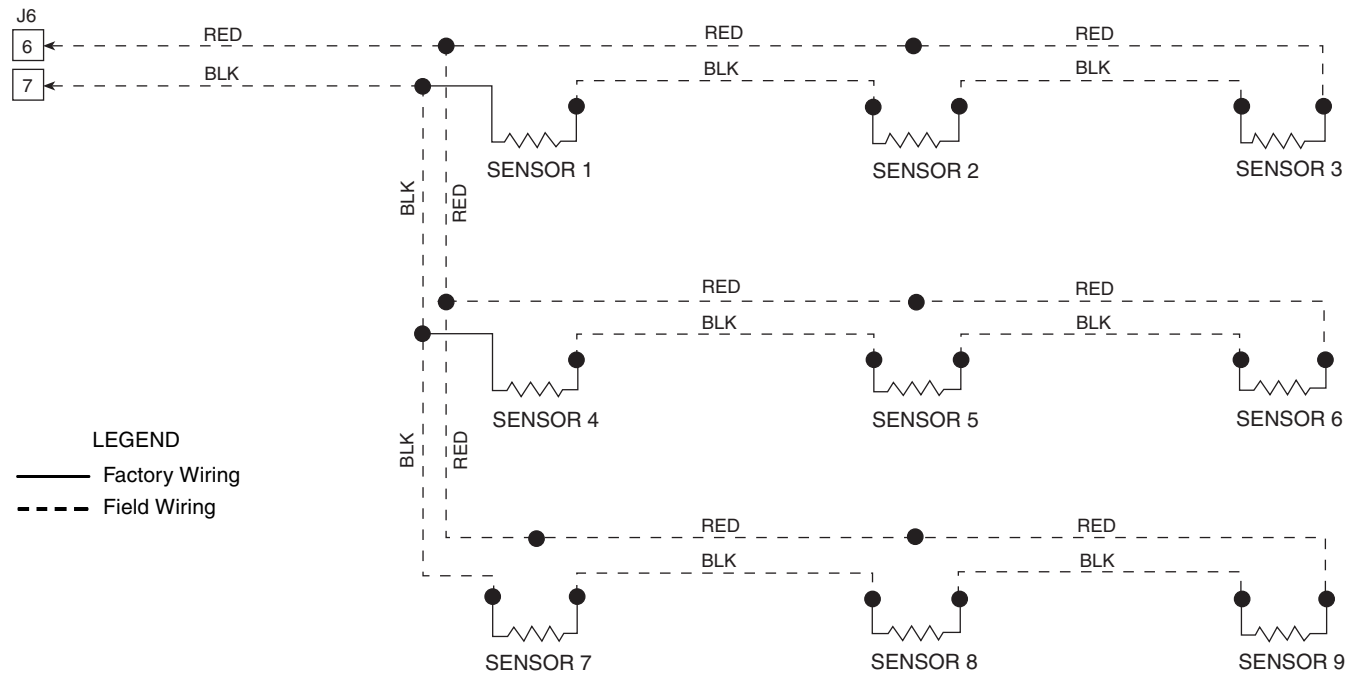 J6
6
RED
RED
RED
7
BLK
BLK
BLK
SENSOR 1
SENSOR 2
SENSOR 3
BLK
RED
RED
RED
BLK
BLK
SENSOR 4
SENSOR 5
SENSOR 6
BLK
RED
LEGEND
Factory Wiring
Field Wiring
RED
RED
BLK
BLK
SENSOR 7
SENSOR 8
SENSOR 9